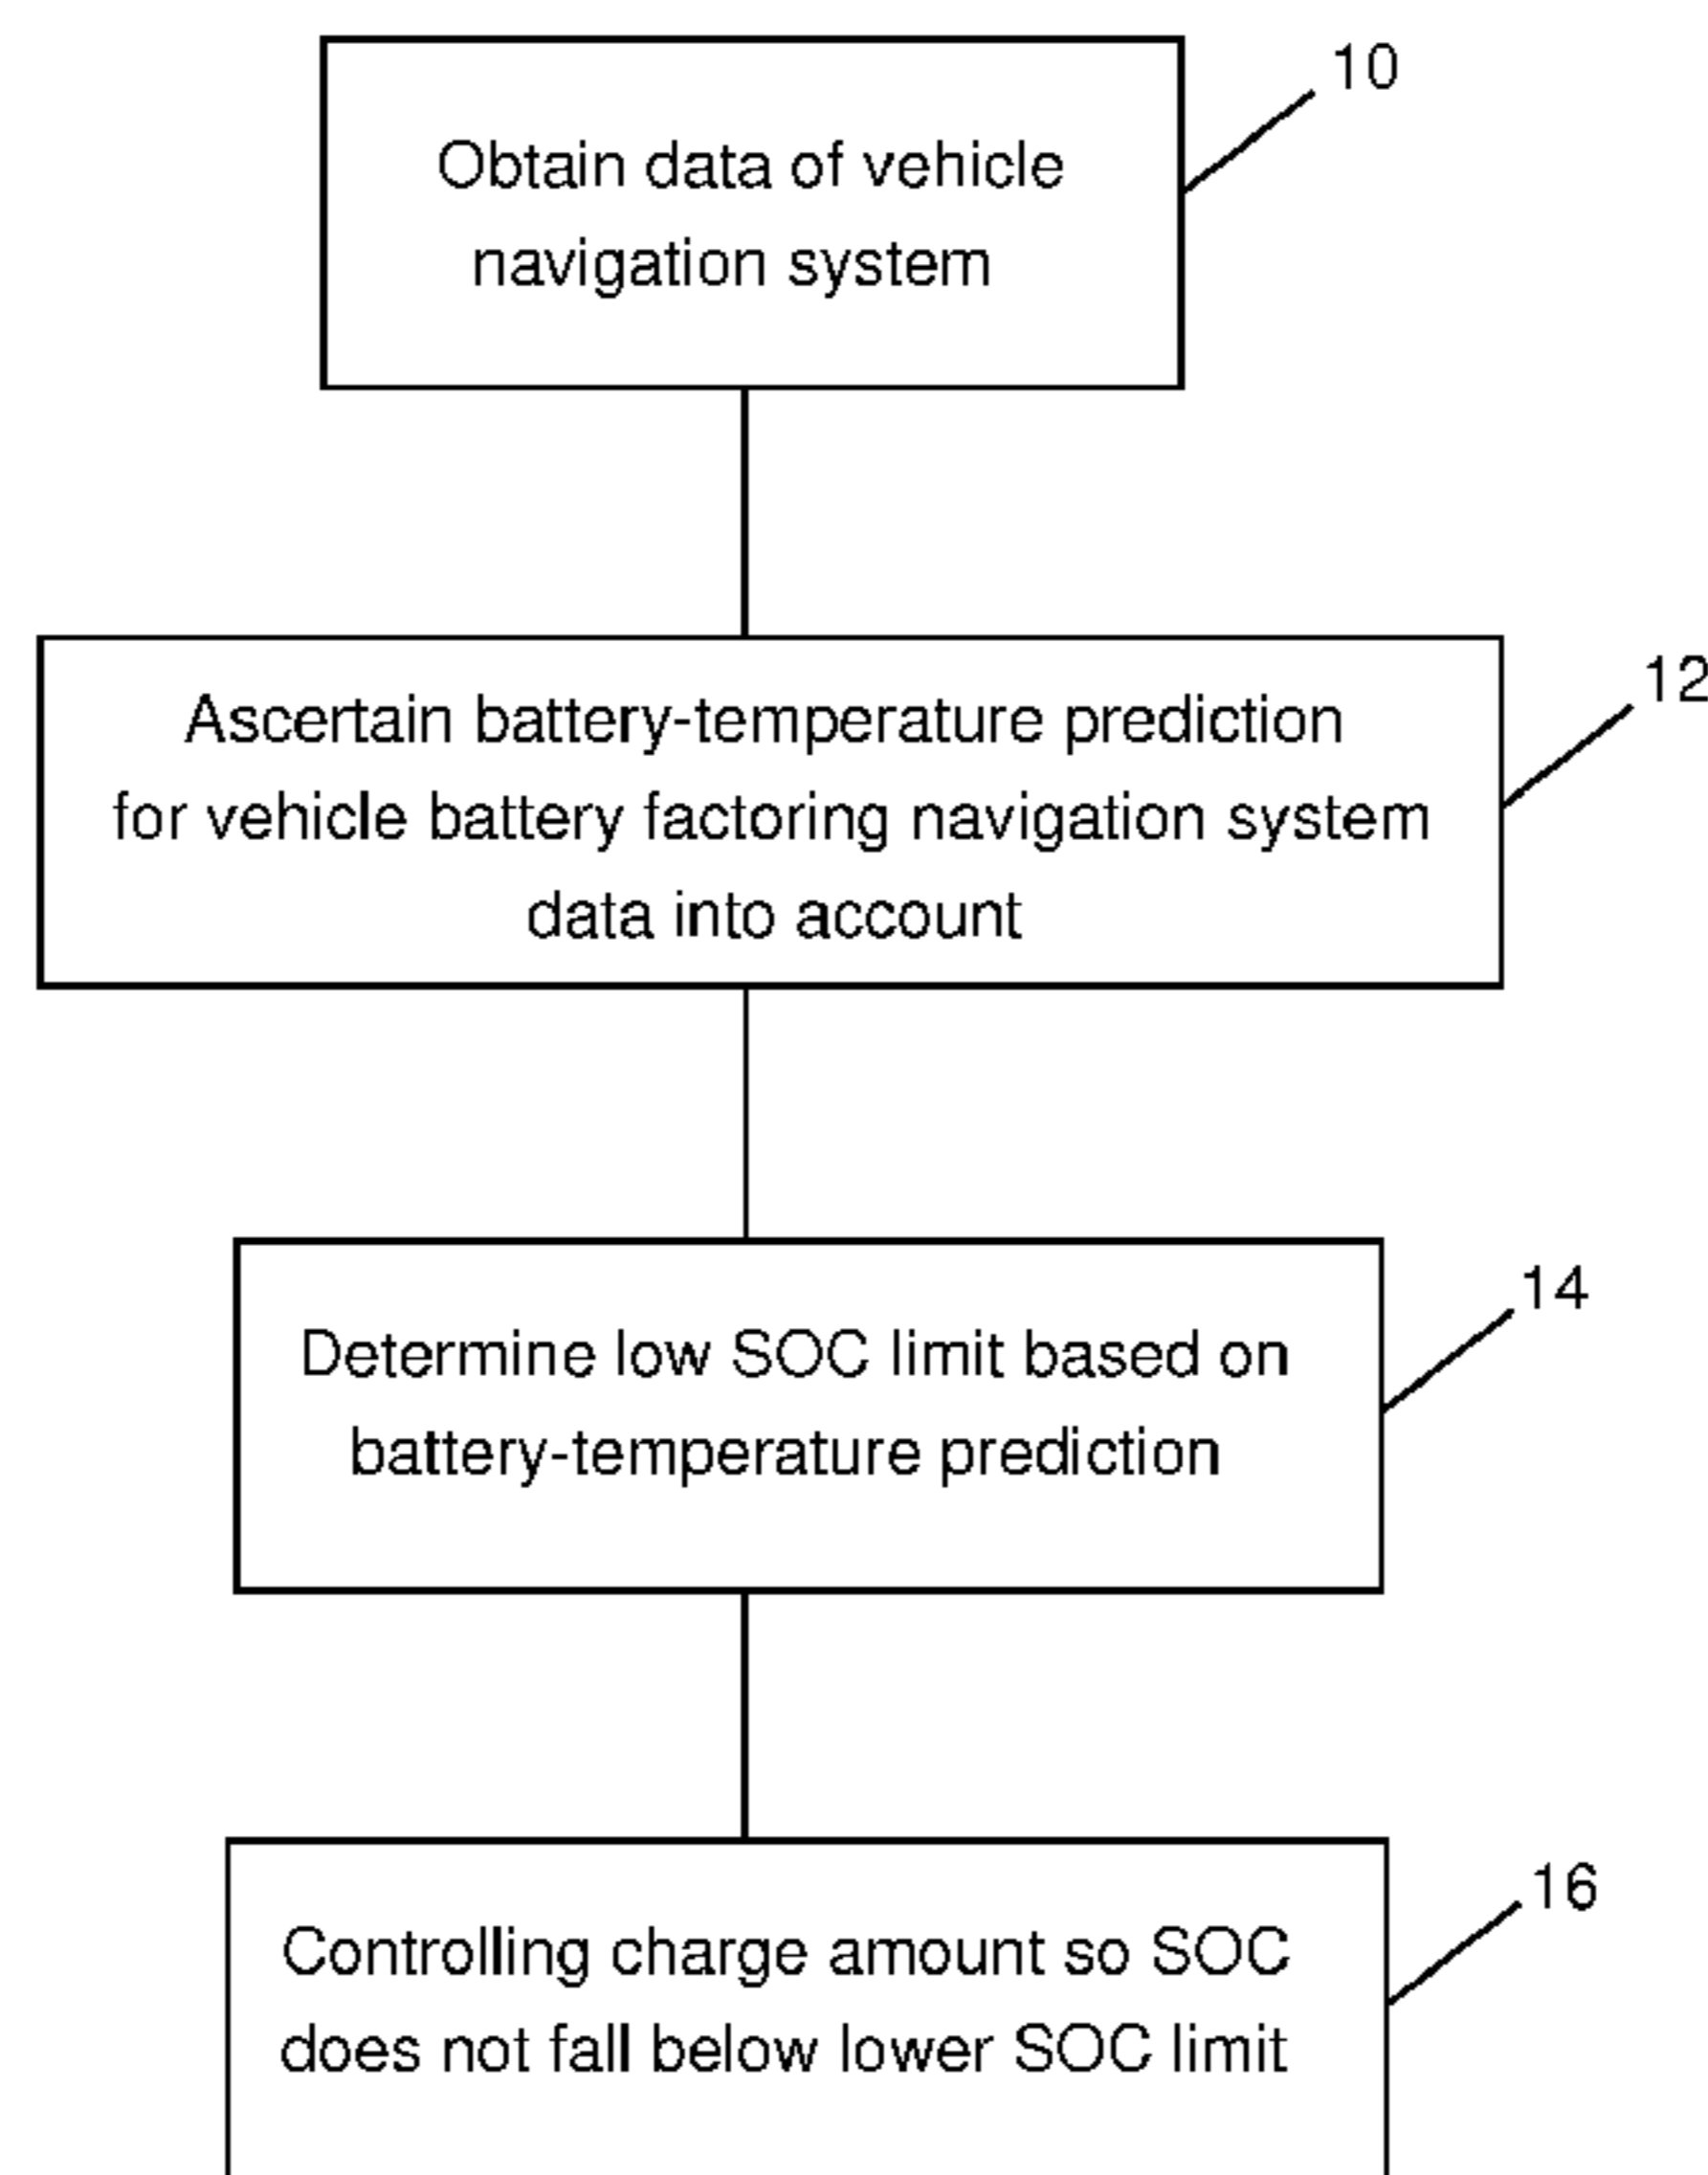 10
Obtain data of vehicle
navigation system
12
Ascertain battery-temperature prediction
for vehicle battery factoring navigation system
data into account
14
Determine low SOC limit based on
battery-temperature prediction
16
Controlling charge amount so SOC
does not fall below lower SOC limit